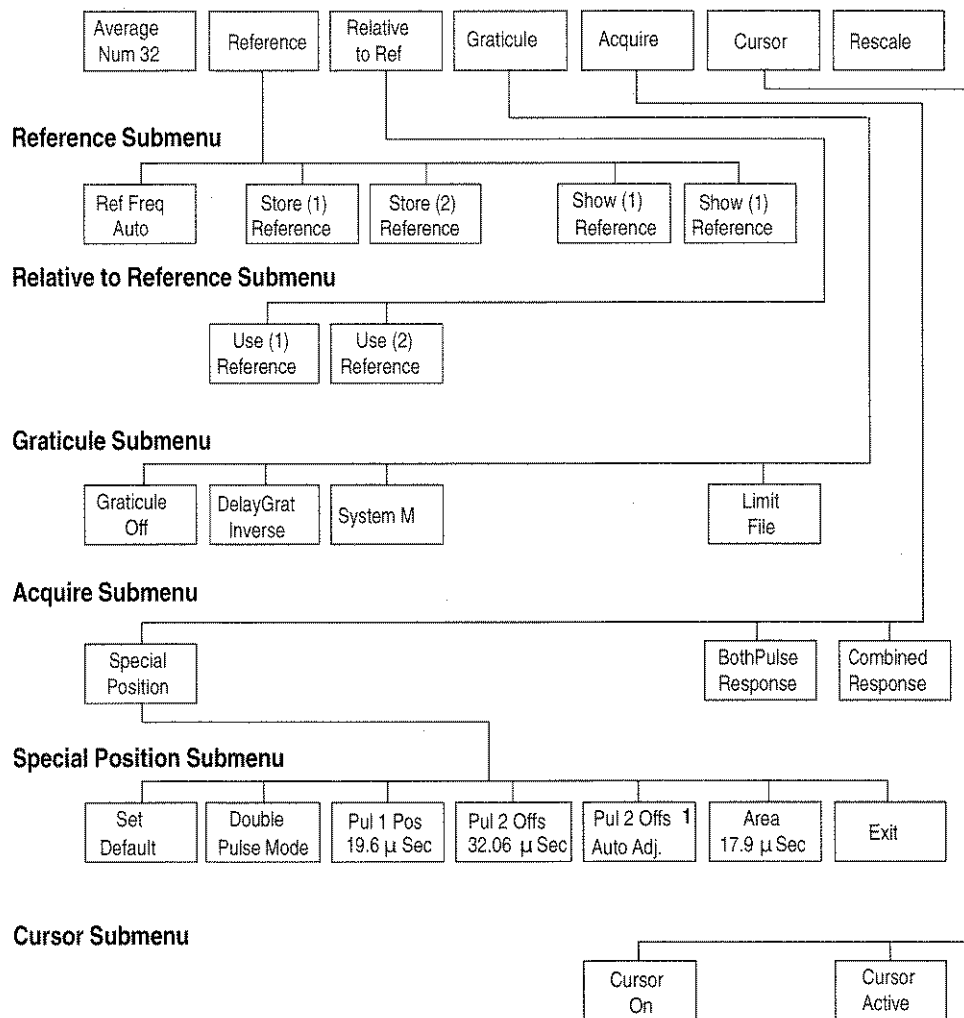 Average
Num 32
Reference
Relative
to Ref
Graticule
Acquire
Cursor
Rescale
Reference Submenu
Ref Freq
Auto
Store (1)
Reference
Store (2)
Reference
Show (1)
Reference
Show (1)
Reference
Relative to Reference Submenu
Use (1)
Reference
Use (2)
Reference
Graticule Submenu
Graticule
Off
DelayGrat
Inverse
System M
Limit
File
Acquire Submenu
Special
Position
BothPulse
Response
Combined
Response
Special Position Submenu
Set
Default
Double
Pulse Mode
Pul 1 Pos
19.6 μ Sec
Pul 2 Offs
32.06 μ Sec
Pul 2 Offs 1
Auto Adj.
Area
17.9 μ Sec
Exit
Cursor Submenu
Cursor
On
Cursor
Active